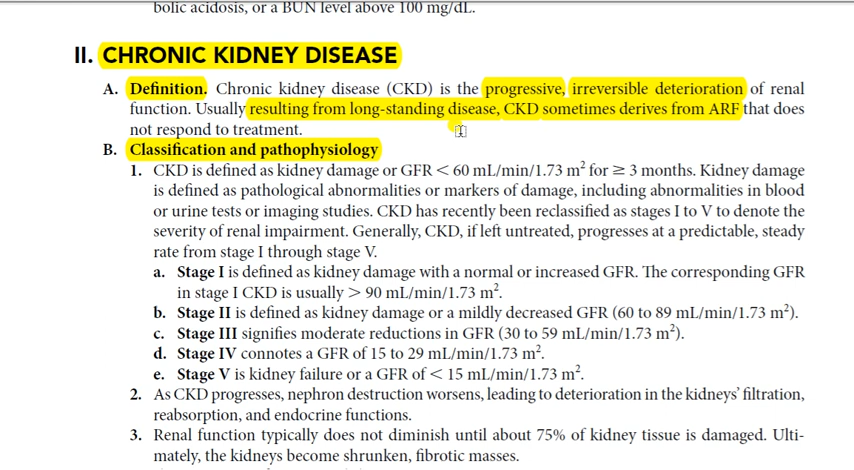 bolic acidosis, or a BUN level above 100 mg/dL.
II. CHRONIC KIDNEY DISEASE
A. Definition. Chronic kidney disease (CKD) is the progressive, irreversible deterioration of renal
function. Usually resulting from long-standing disease, CKD sometimes derives from ARF that does
not respond to treatment.
B. Classification and pathophysiology
1. CKD is defined as kidney damage or GFR < 60 mL/min/1.73 m² for ≥ 3 months. Kidney damage
is defined as pathological abnormalities or markers of damage, including abnormalities in blood
or urine tests or imaging studies. CKD has recently been reclassified as stages I to V to denote the
severity of renal impairment. Generally, CKD, if left untreated, progresses at a predictable, steady
rate from stage I through stage V.
a. Stage I is defined as kidney damage with a normal or increased GFR. The corresponding GFR
in stage I CKD is usually > 90 mL/min/1.73 m².
b. Stage II is defined as kidney damage or a mildly decreased GFR (60 to 89 mL/min/1.73 m²).
c. Stage III signifies moderate reductions in GFR (30 to 59 mL/min/1.73 m²).
d. Stage IV connotes a GFR of 15 to 29 mL/min/1.73 m².
e. Stage V is kidney failure or a GFR of < 15 mL/min/1.73 m².
2. As CKD progresses, nephron destruction worsens, leading to deterioration in the kidneys' filtration,
reabsorption, and endocrine functions.
3. Renal function typically does not diminish until about 75% of kidney tissue is damaged. Ulti-
mately, the kidneys become shrunken, fibrotic masses.